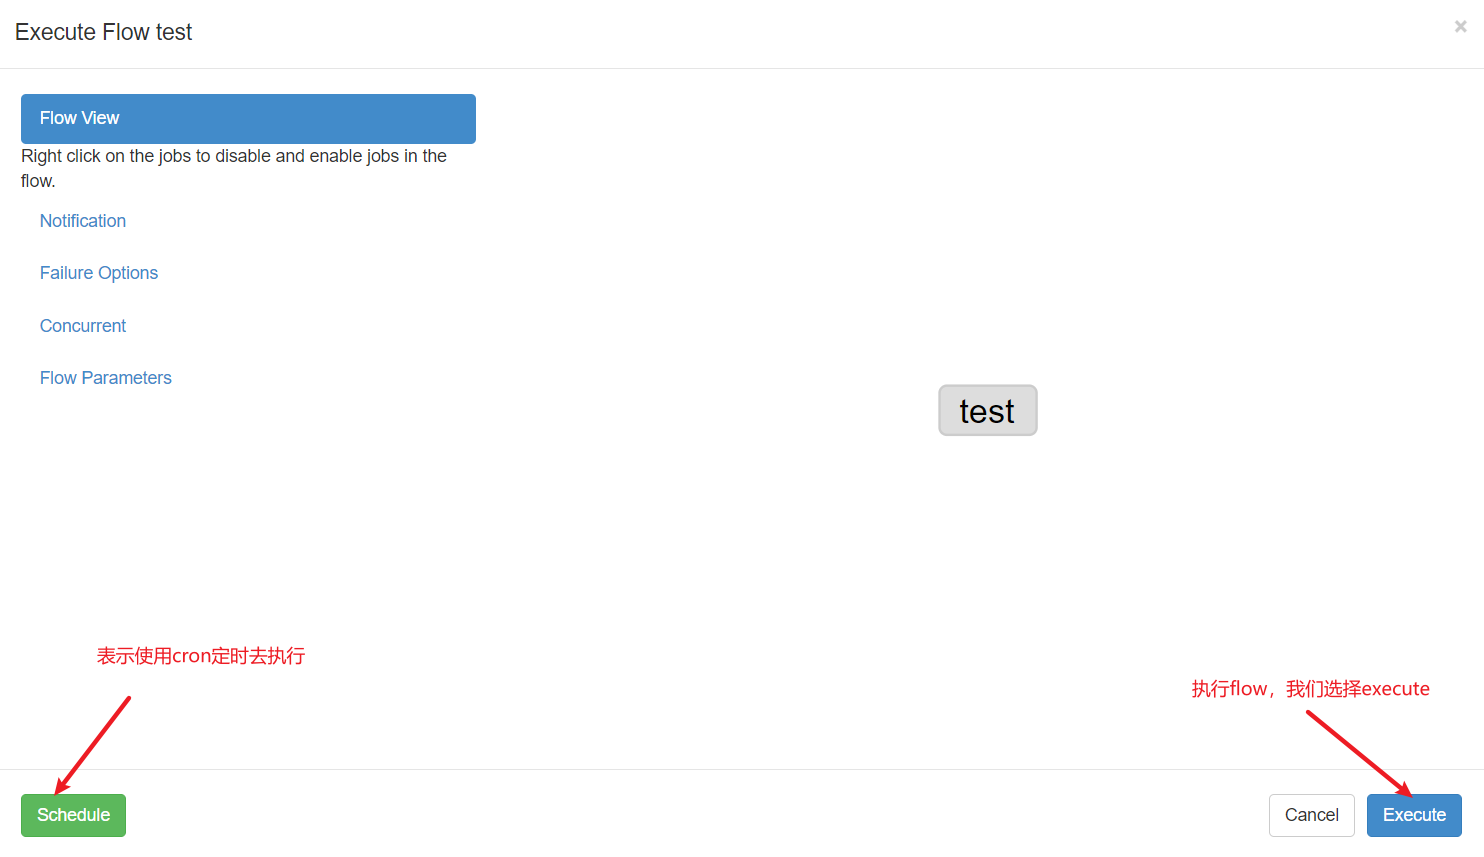 Execute Flow test
×
Flow View
Right click on the jobs to disable and enable jobs in the
flow.
Notification
Failure Options
Concurrent
Flow Parameters
test
表示使用cron定时去执行
执行flow，我们选择execute
Schedule
Cancel
Execute